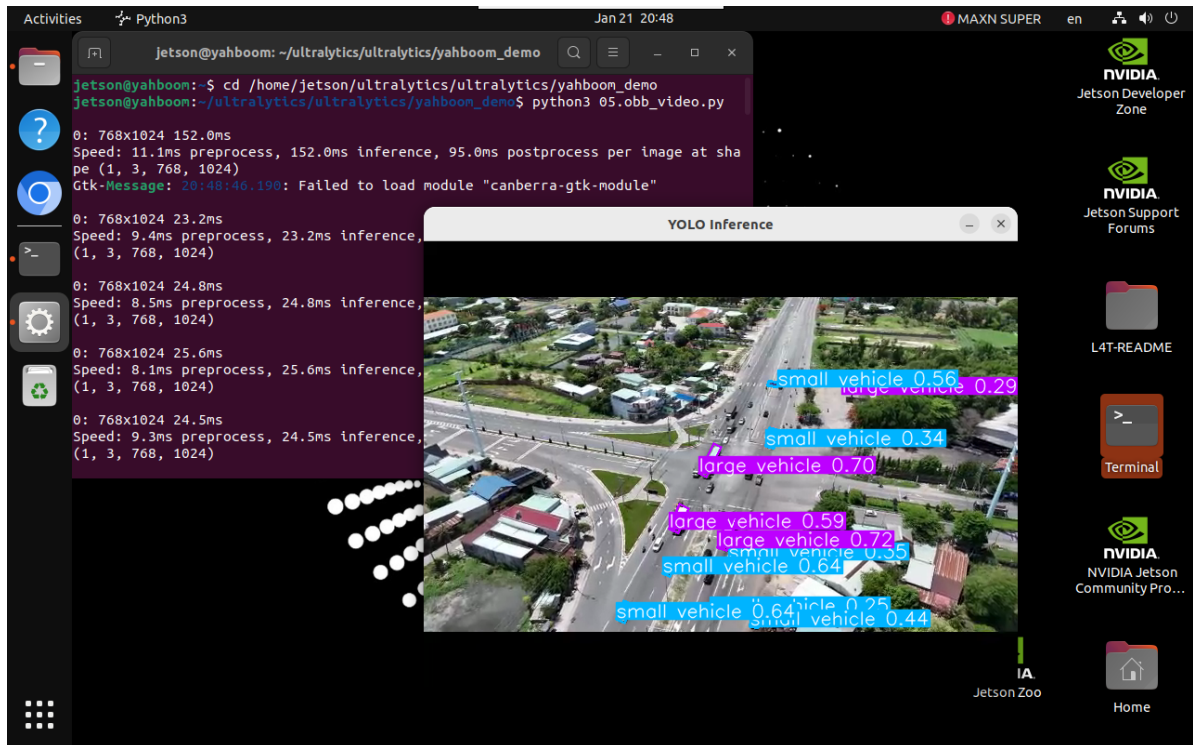 Activities
Python3
Jan 21 20:48
MAXN SUPER
en
jetson@yahboom: ~/ultralytics/ultralytics/yahboom_demo
jetson@yahboom:~$ cd /home/jetson/ultralytics/ultralytics/yahboom_demo
jetson@yahboom:~/ultralytics/ultralytics/yahboom_demo$ python3 05.obb_video.py
0: 768x1024 152.0ms
Speed: 11.1ms preprocess, 152.0ms inference, 95.0ms postprocess per image at sha
pe (1, 3, 768, 1024)
Gtk-Message: 20:48:46.190: Failed to load module "canberra-gtk-module"
0: 768x1024 23.2ms
Speed: 9.4ms preprocess, 23.2ms inference,
(1, 3, 768, 1024)
0: 768x1024 24.8ms
Speed: 8.5ms preprocess, 24.8ms inference,
(1, 3, 768, 1024)
0: 768x1024 25.6ms
Speed: 8.1ms preprocess, 25.6ms inference,
(1, 3, 768, 1024)
0: 768x1024 24.5ms
Speed: 9.3ms preprocess, 24.5ms inference,
(1, 3, 768, 1024)
YOLO Inference
small vehicle 0.56
large vehicle 0.29
small vehicle 0.34
large vehicle 0.70
large vehicle 0.59
large vehicle 0.72
small vehicle 0.35
small vehicle 0.64
0.25
small vehicle 0.64
small vehicle 0.44
NVIDIA.
Jetson Developer
Zone
NVIDIA.
Jetson Support
Forums
L4T-README
>_
Terminal
NVIDIA.
NVIDIA Jetson
Community Pro...
IA.
Jetson Zoo
Home